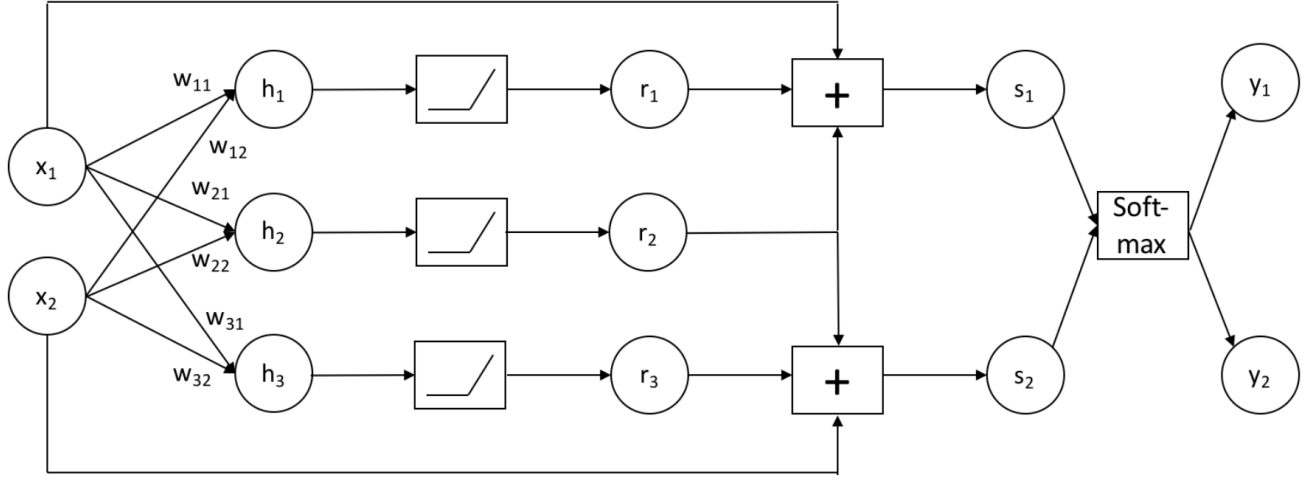 w₁₁
h₁
r₁
+
s₁
y₁
w₁₂
x₁
w₂₁
h₂
r₂
Soft-
max
w₂₂
x₂
w₃₁
h₃
r₃
+
s₂
y₂
w₃₂